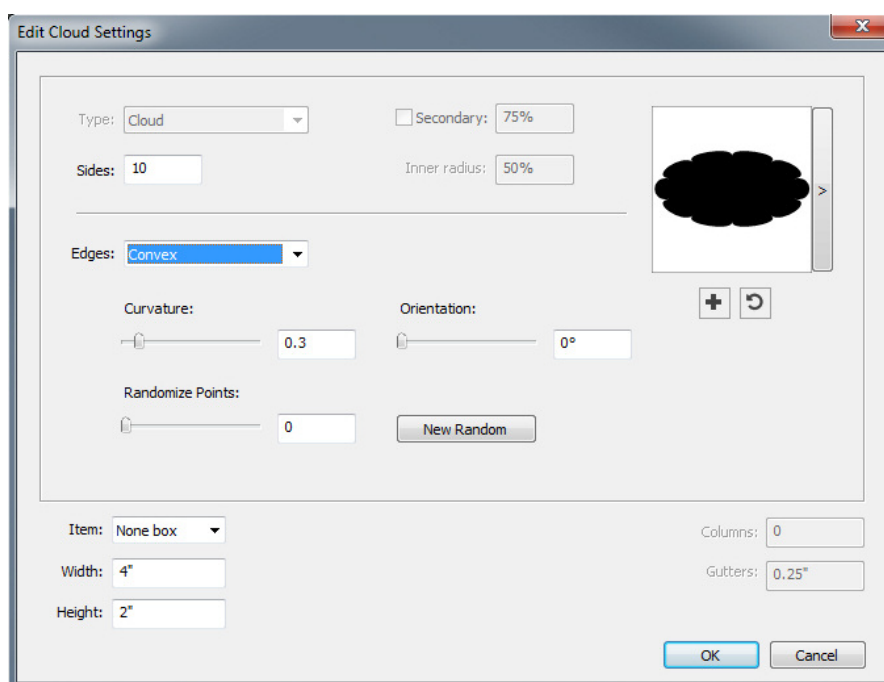 Edit Cloud Settings
Type: Cloud
Secondary: 75%
Sides: 10
Inner radius: 50%
>
Edges: Convex
Curvature:
Orientation:
0.3
0°
Randomize Points:
0
New Random
Item: None box
Columns: 0
Width: 4"
Gutters: 0.25"
Height: 2"
OK
Cancel